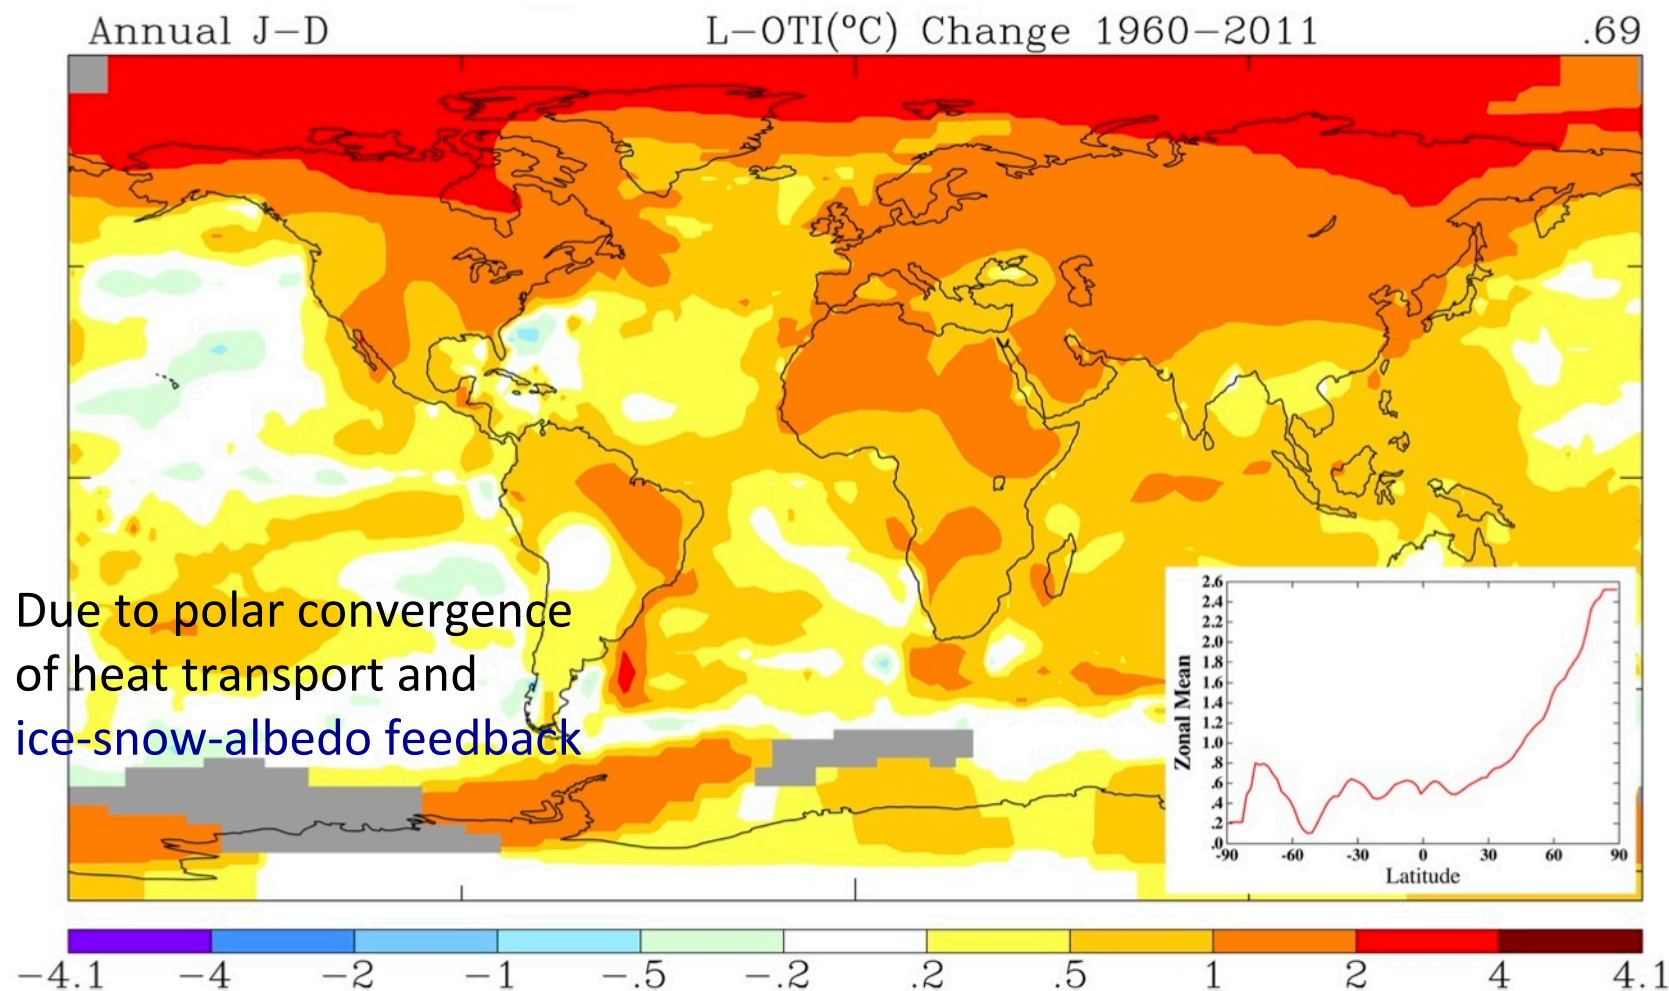 Annual J-D L-OTI(°C) Change 1960-2011 .69
Due to polar convergence
of heat transport and
ice-snow-albedo feedback
2.6
2.4
2.2
2.0
1.8
1.6
1.4
1.2
1.0
.8
.6
.4
.2
.0
Zonal Mean
-90 -60 -30 0 30 60 90
Latitude
-4.1 -4 -2 -1 -.5 -.2 .2 .5 1 2 4 4.1